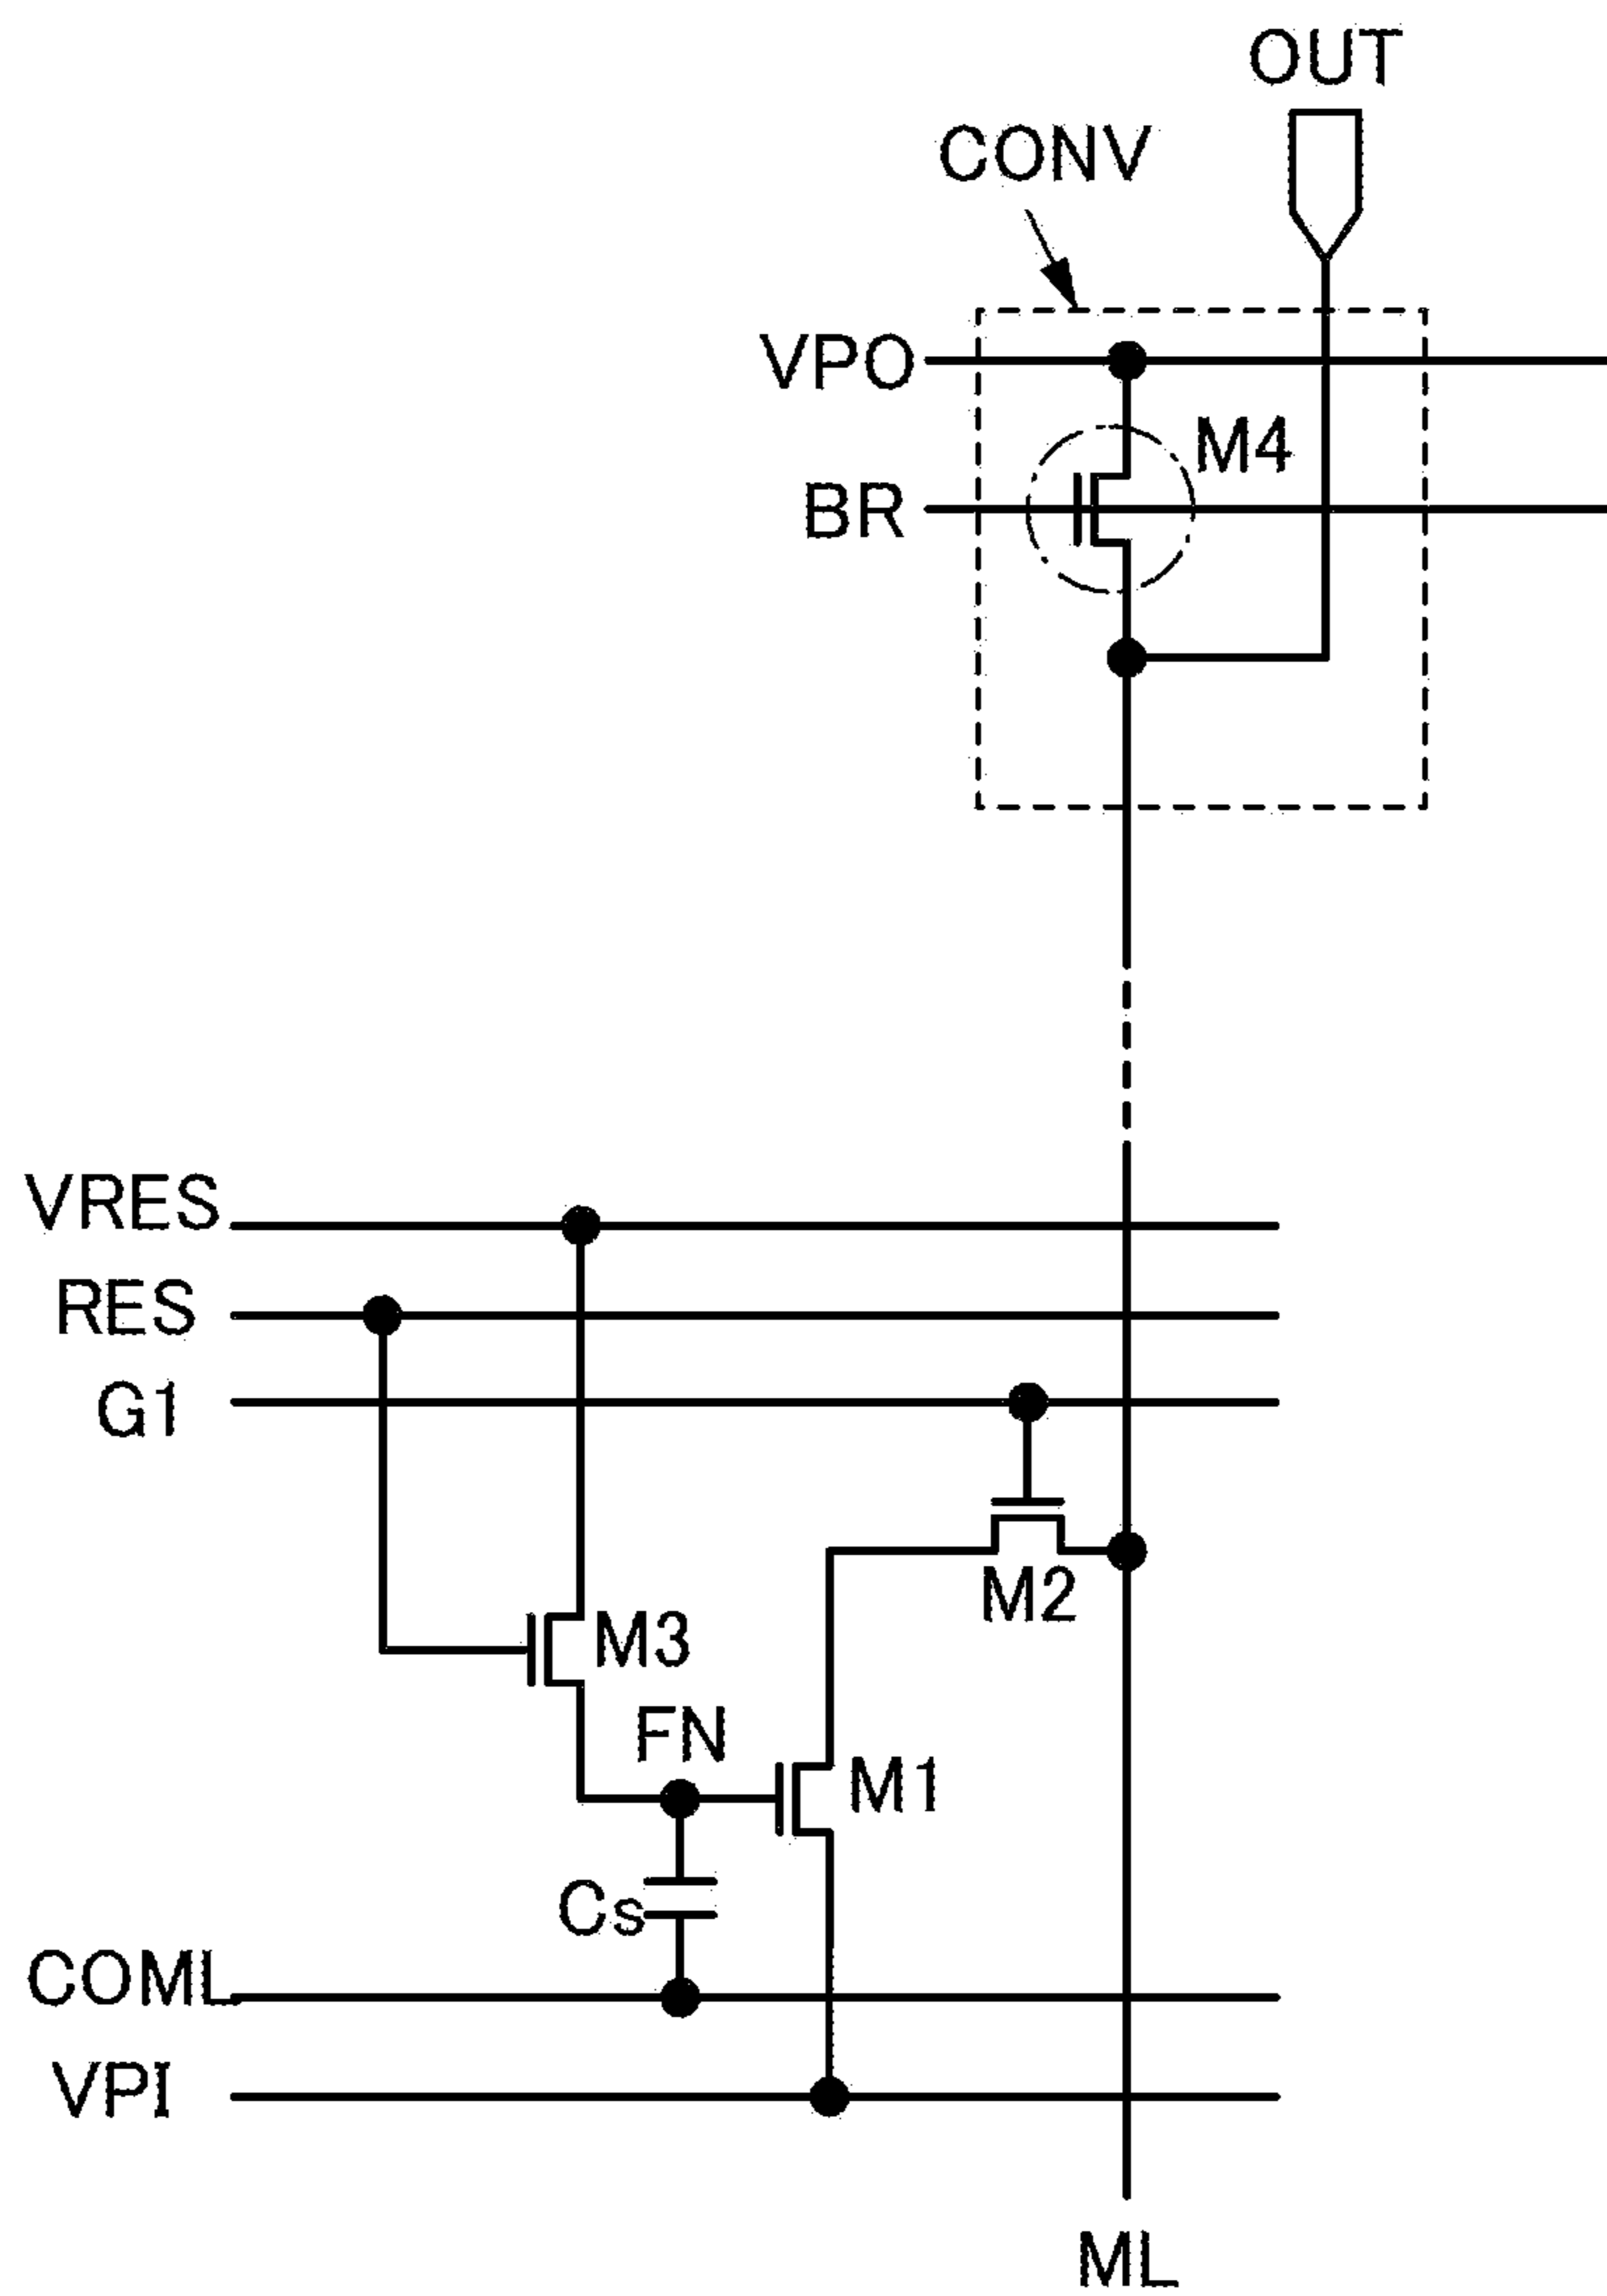 OUT
CONV
VPO
M4
BR
VRES
RES
G1
M2
M3
FN
M1
Cs
COML
VPI
ML